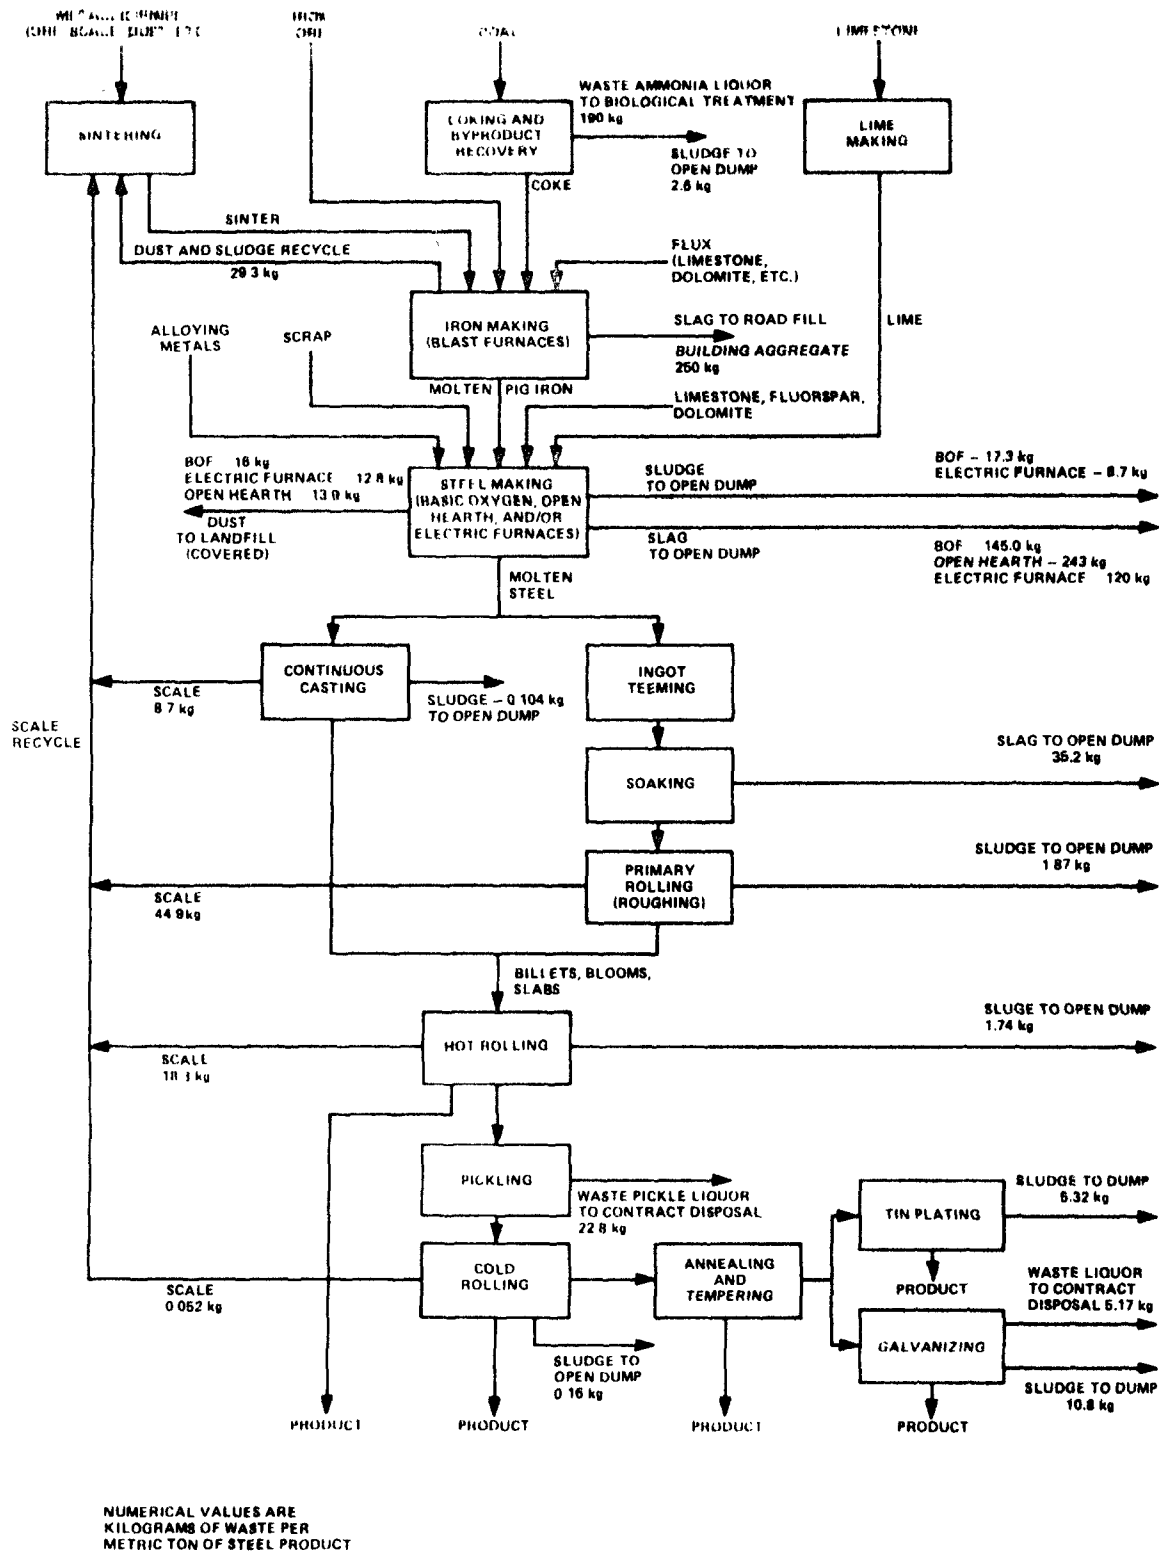 IRON
ORE
COAL
LIMESTONE
SINTERING
COKING AND
BYPRODUCT
RECOVERY
WASTE AMMONIA LIQUOR
TO BIOLOGICAL TREATMENT
190 kg
SLUDGE TO
OPEN DUMP
2.6 kg
LIME
MAKING
COKE
SINTER
DUST AND SLUDGE RECYCLE
29.3 kg
FLUX
(LIMESTONE,
DOLOMITE, ETC.)
ALLOYING
METALS
SCRAP
IRON MAKING
(BLAST FURNACES)
SLAG TO ROAD FILL
BUILDING AGGREGATE
250 kg
LIME
MOLTEN PIG IRON
LIMESTONE, FLUORSPAR,
DOLOMITE
BOF 16 kg
ELECTRIC FURNACE 12.8 kg
OPEN HEARTH 13.9 kg
DUST
TO LANDFILL
(COVERED)
STEEL MAKING
(BASIC OXYGEN, OPEN
HEARTH, AND/OR
ELECTRIC FURNACES)
SLUDGE
TO OPEN DUMP
BOF – 17.3 kg
ELECTRIC FURNACE – 8.7 kg
SLAG
TO OPEN DUMP
BOF 145.0 kg
OPEN HEARTH – 243 kg
ELECTRIC FURNACE 120 kg
MOLTEN
STEEL
CONTINUOUS
CASTING
INGOT
TEEMING
SCALE
8.7 kg
SLUDGE – 0.104 kg
TO OPEN DUMP
SCALE
RECYCLE
SOAKING
SLAG TO OPEN DUMP
35.2 kg
PRIMARY
ROLLING
(ROUGHING)
SLUDGE TO OPEN DUMP
1.87 kg
SCALE
44.9 kg
BILLETS, BLOOMS,
SLABS
HOT ROLLING
SLUGE TO OPEN DUMP
1.74 kg
SCALE
18.3 kg
PICKLING
WASTE PICKLE LIQUOR
TO CONTRACT DISPOSAL
22.8 kg
COLD
ROLLING
ANNEALING
AND
TEMPERING
TIN PLATING
SLUDGE TO DUMP
5.32 kg
PRODUCT
WASTE LIQUOR
TO CONTRACT
DISPOSAL 5.17 kg
SCALE
0.052 kg
GALVANIZING
SLUDGE TO
OPEN DUMP
0.16 kg
SLUDGE TO DUMP
10.8 kg
PRODUCT
PRODUCT
PRODUCT
PRODUCT
NUMERICAL VALUES ARE
KILOGRAMS OF WASTE PER
METRIC TON OF STEEL PRODUCT